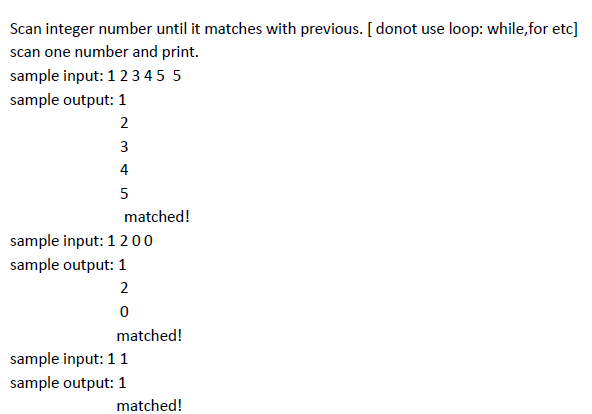 Scan integer number until it matches with previous. [ donot use loop: while,for etc]
scan one number and print.
sample input: 1 2 3 4 5  5
sample output: 1
2
3
4
5
matched!
sample input: 1 2 0 0
sample output: 1
2
0
matched!
sample input: 1 1
sample output: 1
matched!